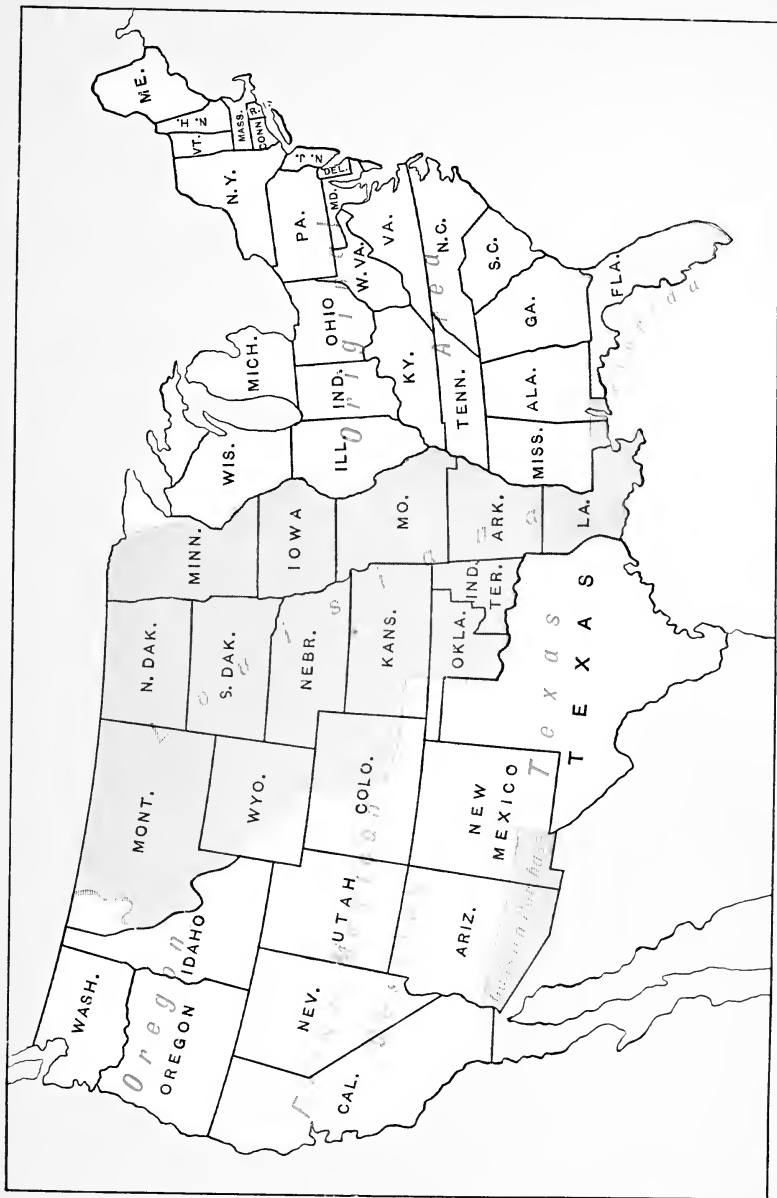 WASH.
OREGON
Oregon
IDAHO
MONT.
N. DAK.
MINN.
WIS.
MICH.
N.Y.
VT.
N. H.
ME.
MASS.
CONN.
R.
S. DAK.
WYO.
NEBR.
IOWA
ILL.
IND.
OHIO
PA.
N. J.
DEL.
MD.
W. VA.
VA.
Original
Area
CAL.
NEV.
UTAH
COLO.
KANS.
MO.
KY.
ARIZ.
NEW
MEXICO
OKLA.
IND.
TER.
ARK.
TENN.
N.C.
S.C.
TEXAS
Texas
LA.
MISS.
ALA.
GA.
FLA.